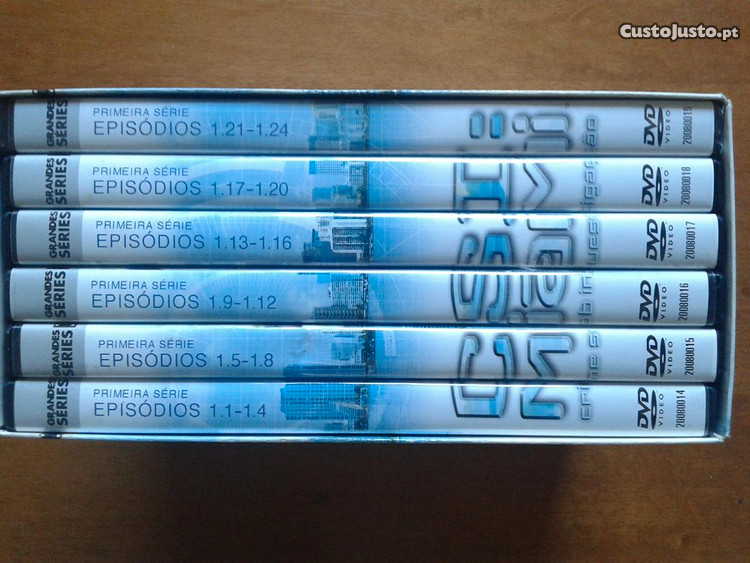 CustoJusto.pt
GRANDES SÉRIES
PRIMEIRA SÉRIE
EPISÓDIOS 1.21-1.24
DVD VIDEO
20080019
GRANDES SÉRIES
PRIMEIRA SÉRIE
EPISÓDIOS 1.17-1.20
DVD VIDEO
20080018
GRANDES SÉRIES
PRIMEIRA SÉRIE
EPISÓDIOS 1.13-1.16
DVD VIDEO
20080017
GRANDES SÉRIES
PRIMEIRA SÉRIE
EPISÓDIOS 1.9-1.12
DVD VIDEO
20080016
GRANDES SÉRIES
PRIMEIRA SÉRIE
EPISÓDIOS 1.5-1.8
DVD VIDEO
20080015
GRANDES SÉRIES
PRIMEIRA SÉRIE
EPISÓDIOS 1.1-1.4
DVD VIDEO
20080014
CSI:
Miami
crime sob investigação